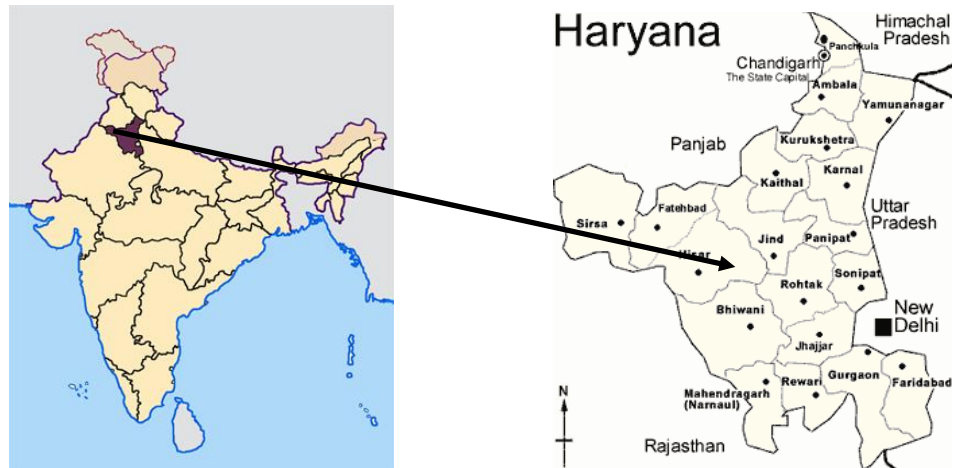 Haryana
Himachal
Pradesh
Panchkula
Chandigarh
The State Capital
Ambala
Yamunanagar
Panjab
Kurukshetra
Kaithal
Karnal
Uttar
Pradesh
Sirsa
Fatehbad
Jind
Panipat
Hisar
Sonipat
Rohtak
Bhiwani
New
Delhi
Jhajjar
Gurgaon
Faridabad
Mahendragarh
(Narnaul)
Rewari
N
Rajasthan